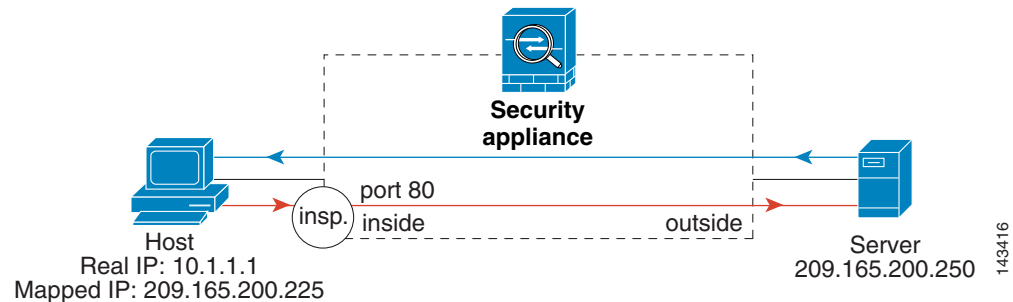 Security
appliance
port 80
insp.
inside
outside
Host
Real IP: 10.1.1.1
Mapped IP: 209.165.200.225
Server
209.165.200.250
143416